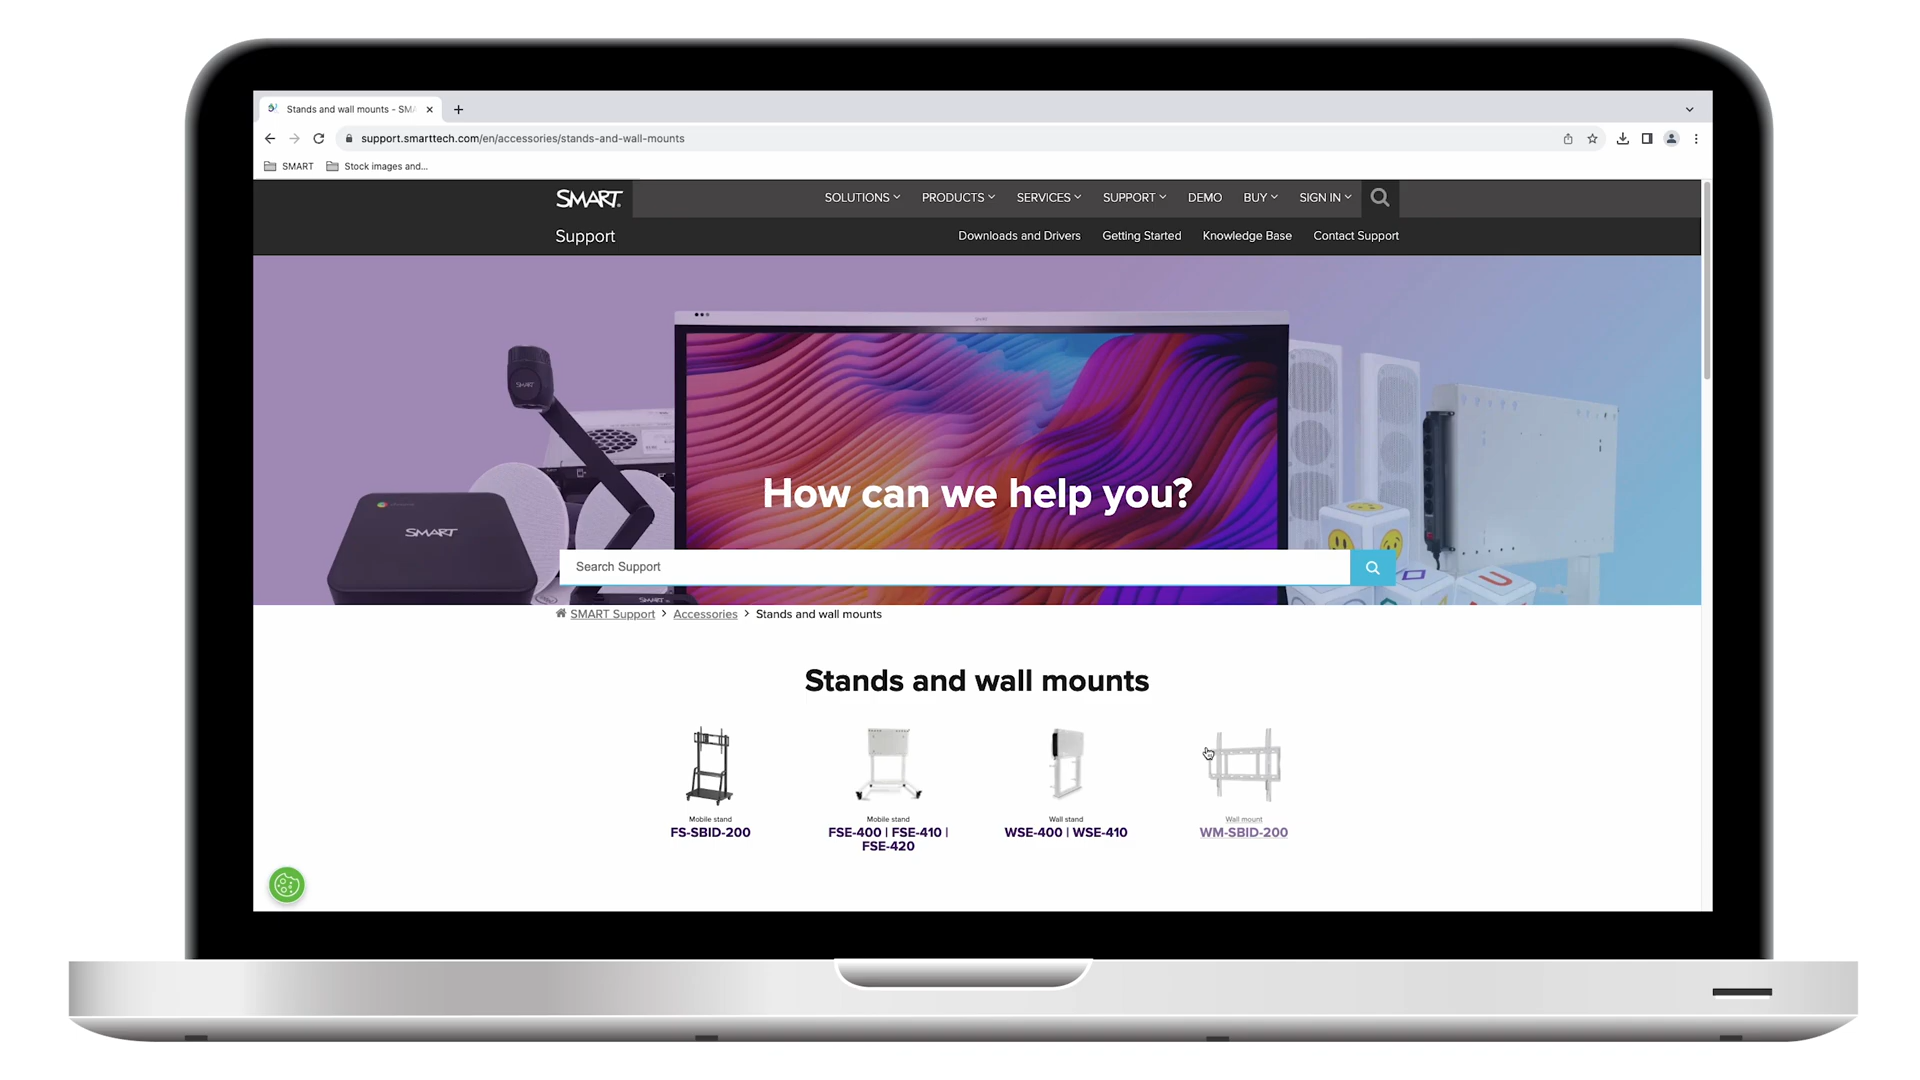 Stands and wall mounts - SMA
support.smarttech.com/en/accessories/stands-and-wall-mounts
SMART Stock images and...
SMART SOLUTIONS PRODUCTS SERVICES SUPPORT DEMO BUY SIGN IN
Support Downloads and Drivers Getting Started Knowledge Base Contact Support
SMART
SMART
SMART
SMART
How can we help you?
Search Support
SMART Support > Accessories > Stands and wall mounts
Stands and wall mounts
Mobile stand
FS-SBID-200
Mobile stand
FSE-400 | FSE-410 |
FSE-420
Wall stand
WSE-400 | WSE-410
Wall mount
WM-SBID-200